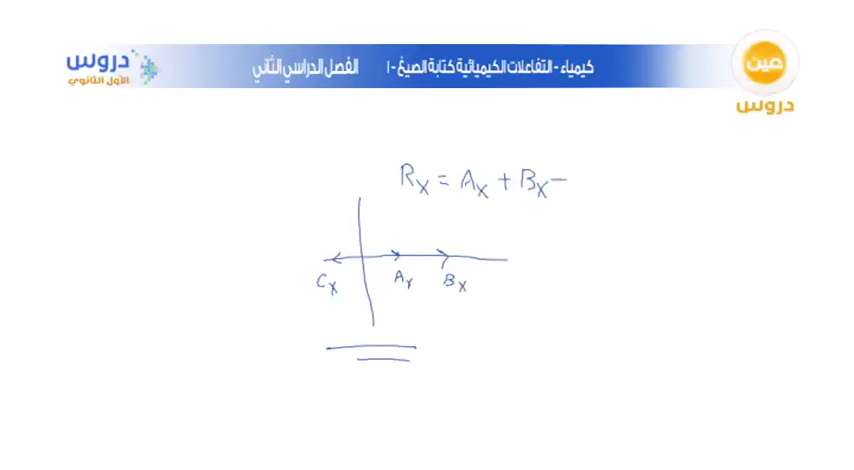 دروس
الأول الثانوي
الفصل الدراسي الثاني
كيمياء - التفاعلات الكيميائية كتابة الصيغ - ١
عين
دروس
Rx = Ax + Bx −
Cx Ax Bx